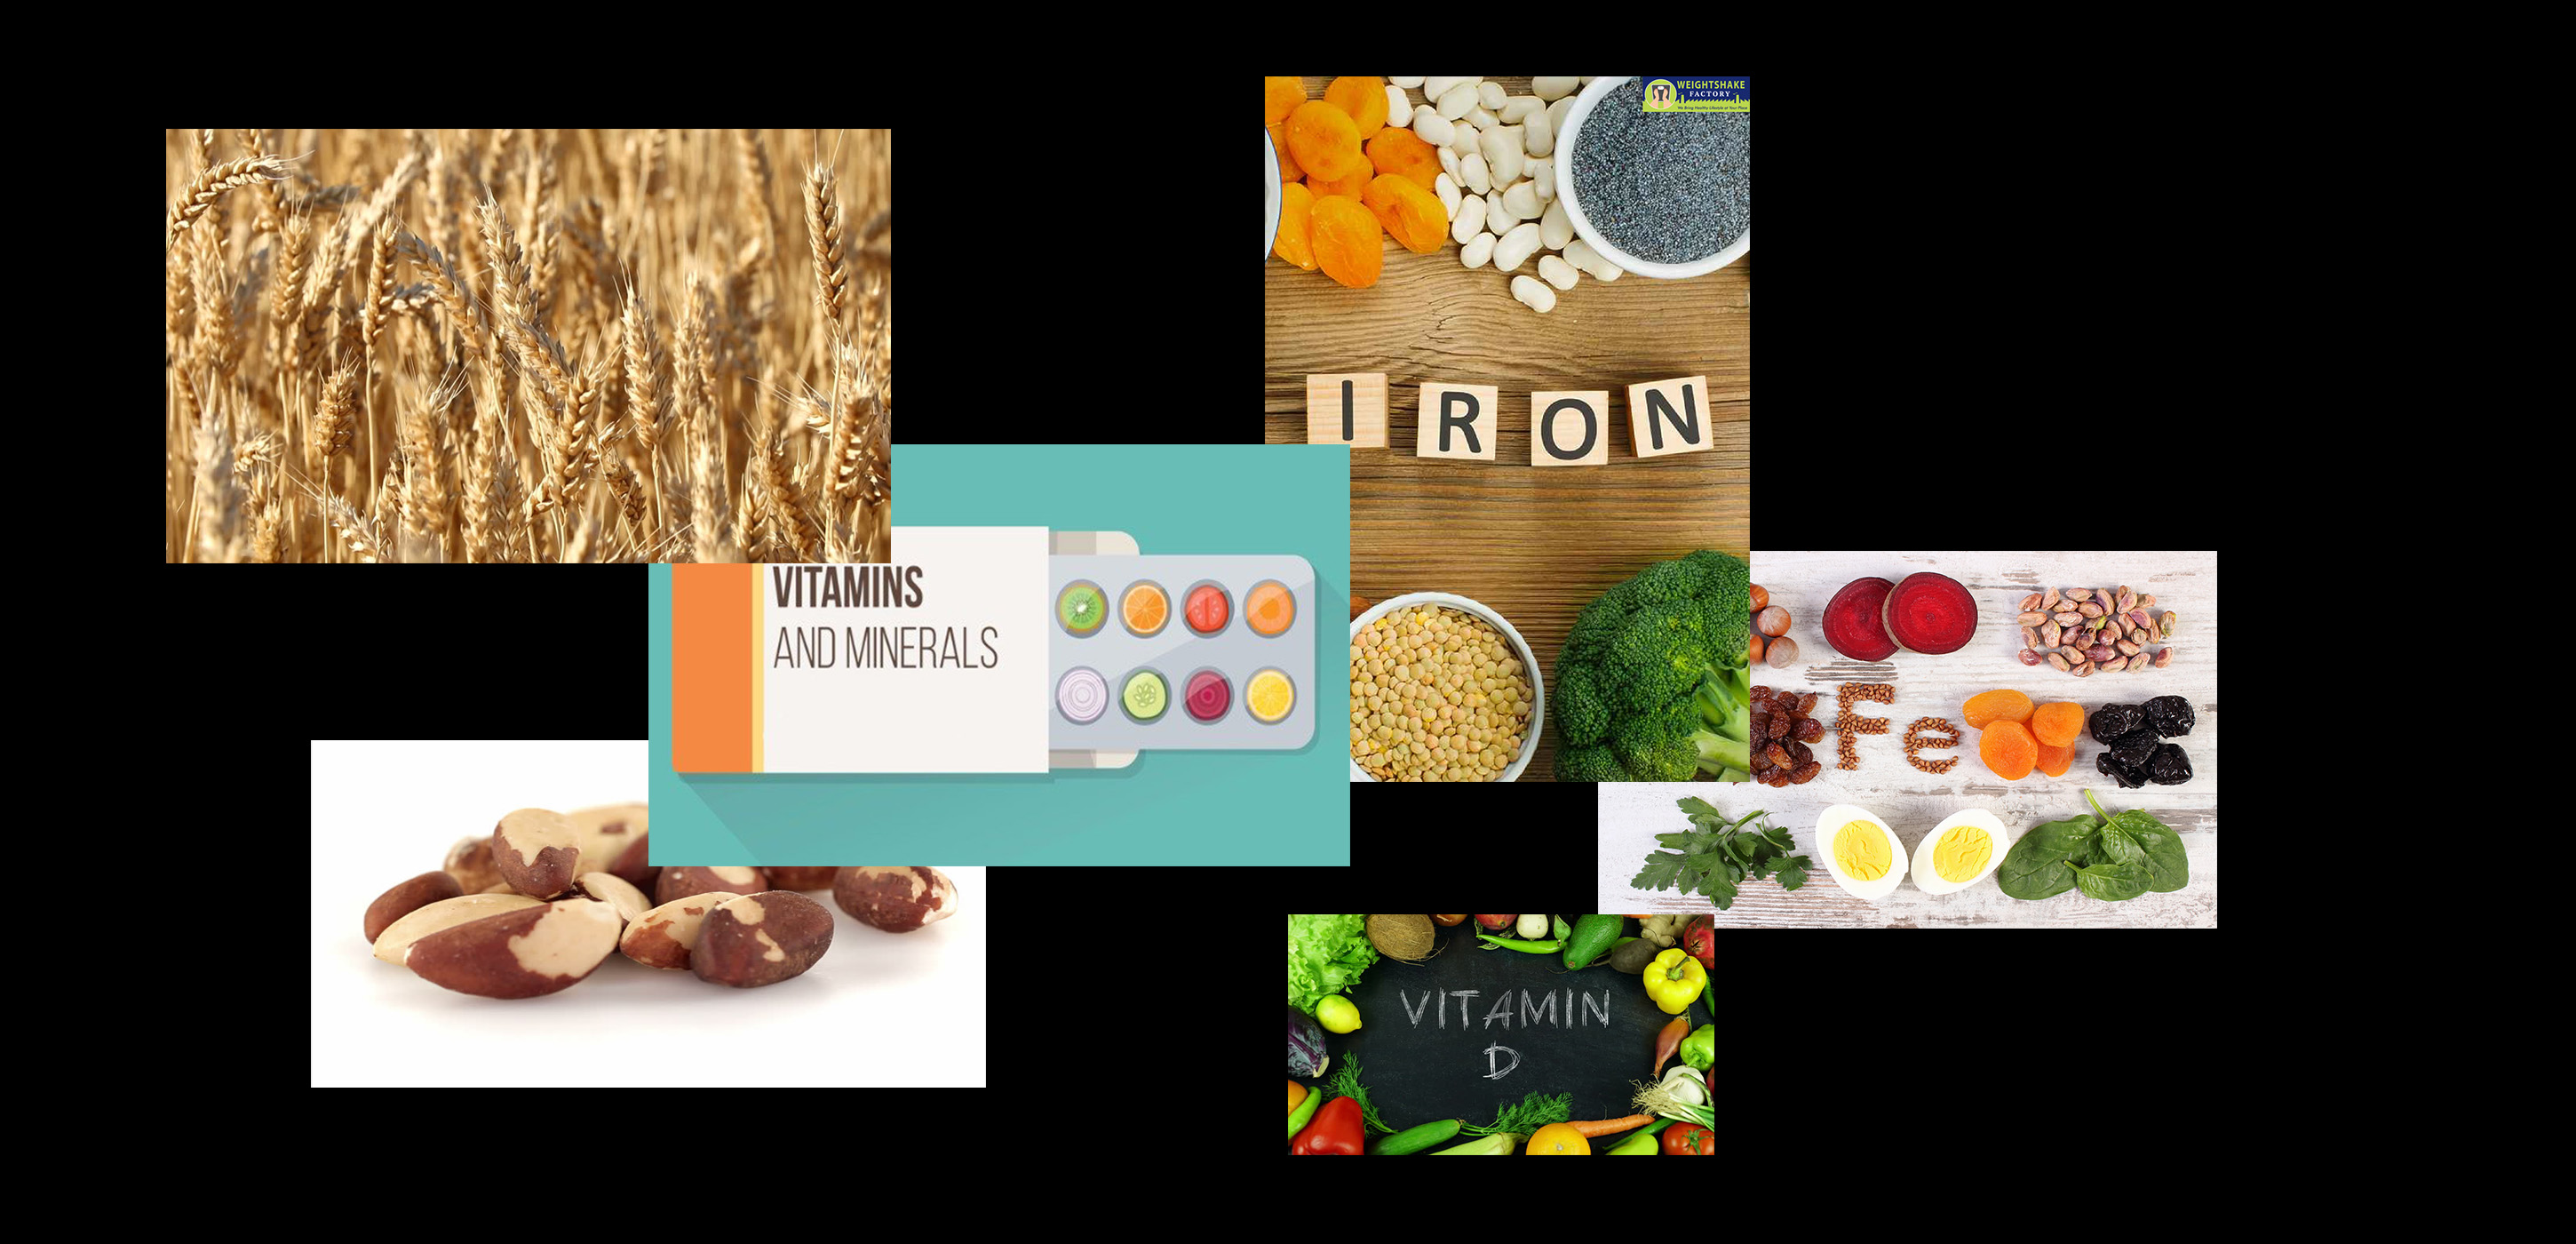 WEIGHTSHAKE
FACTORY
We Bring Healthy Lifestyle at Your Place
IRON
VITAMINS
AND MINERALS
Fe
VITAMIN
D